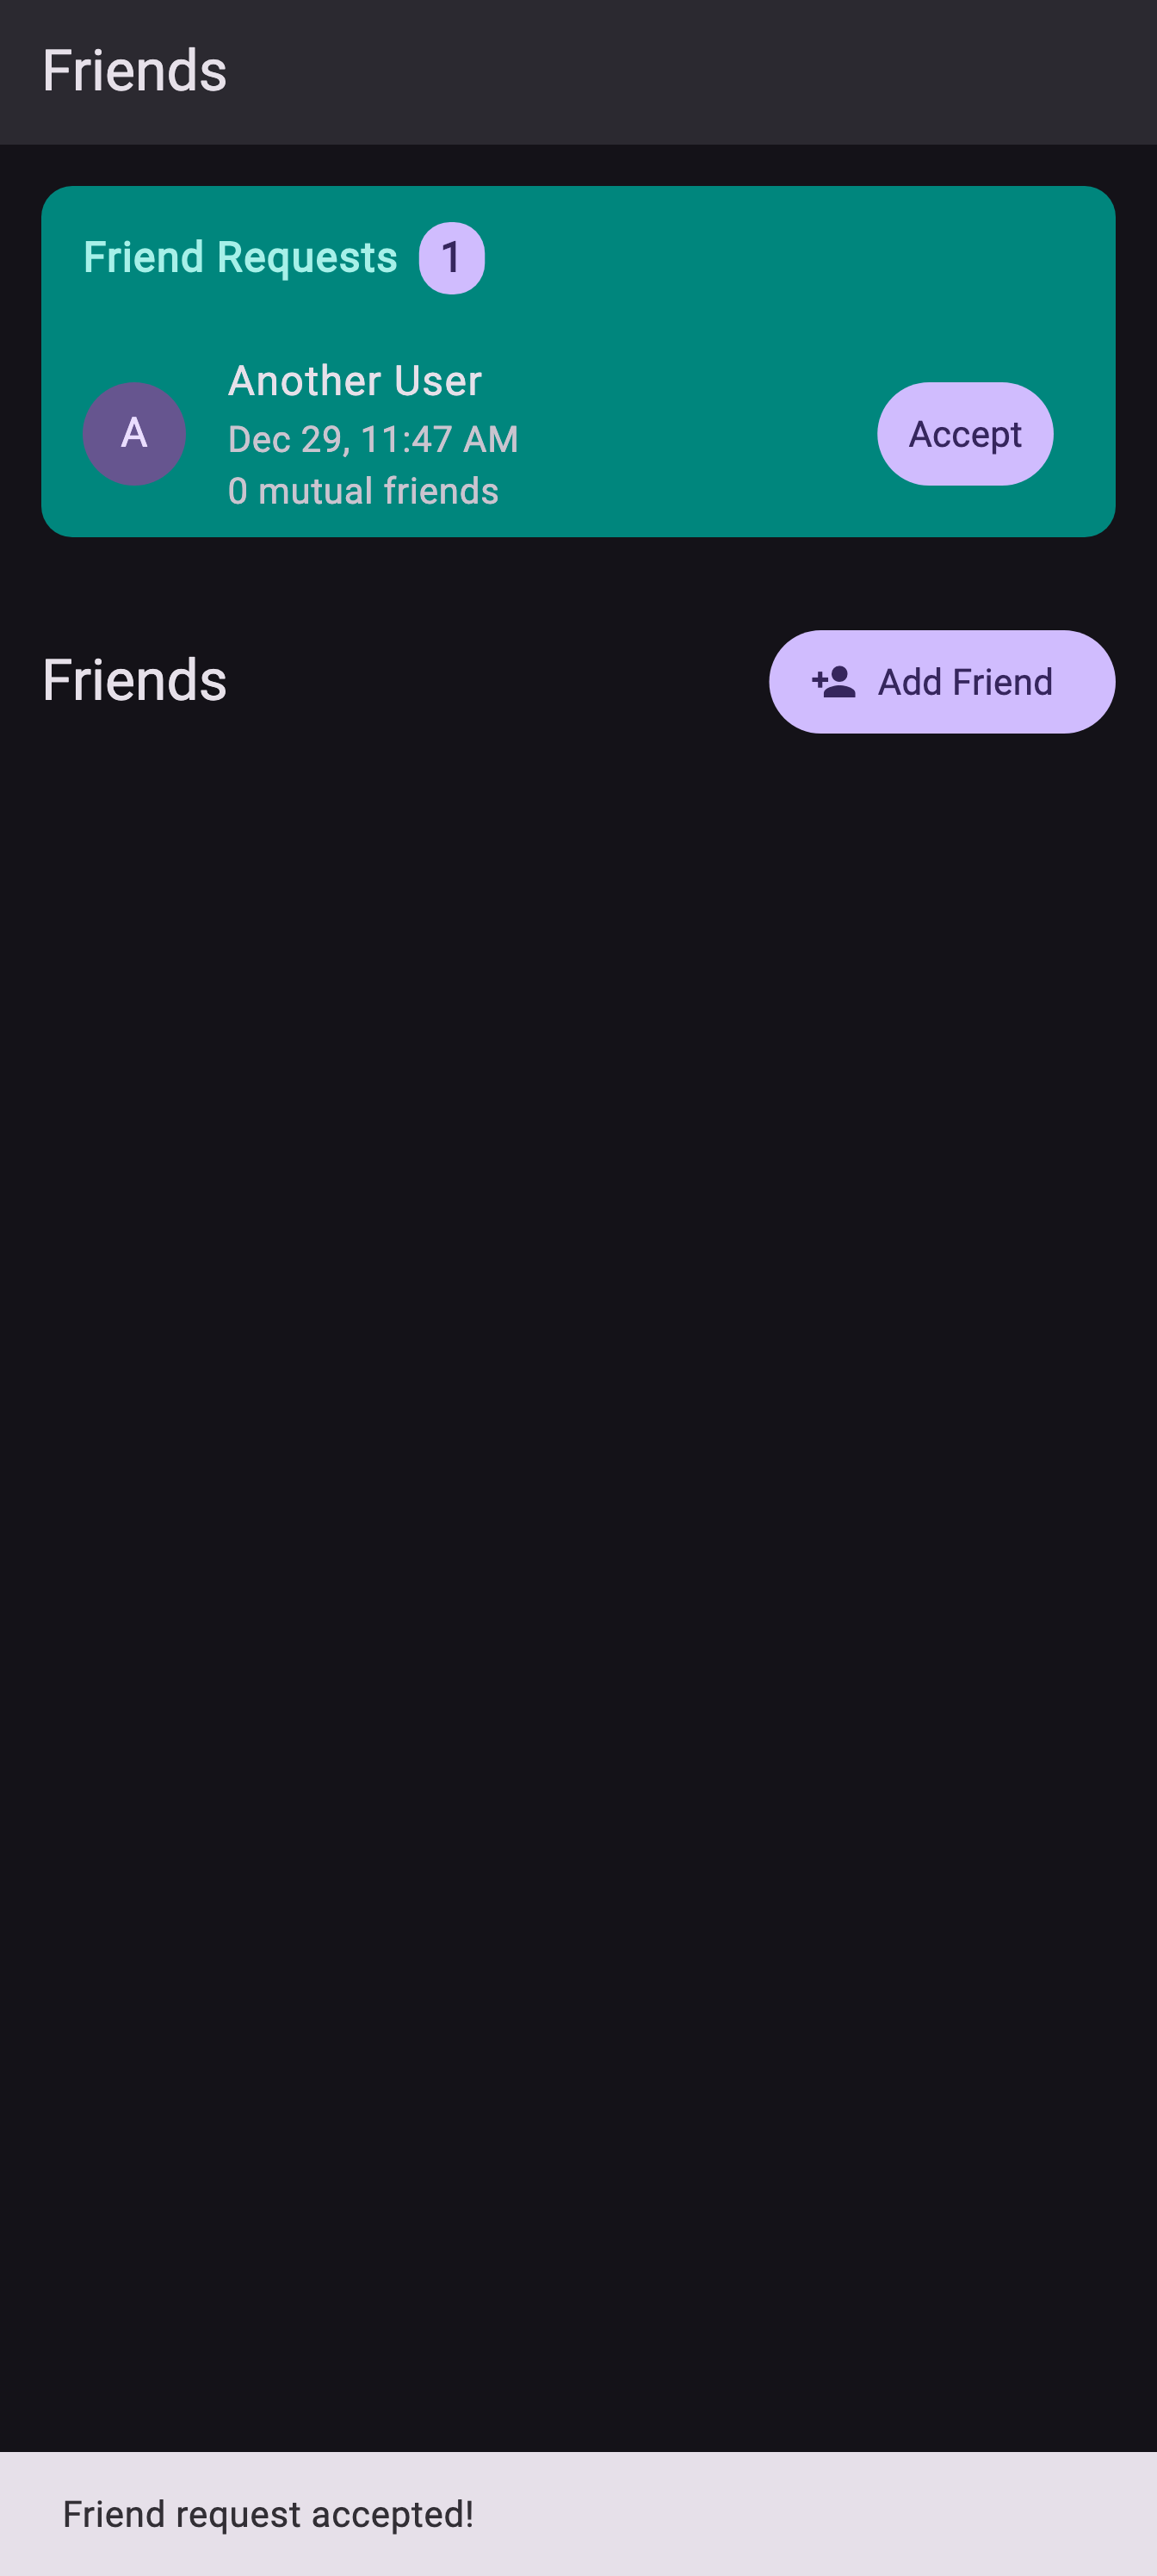 Friends
Friend Requests 1
A
Another User
Dec 29, 11:47 AM
0 mutual friends
Accept
Friends
Add Friend
Friend request accepted!